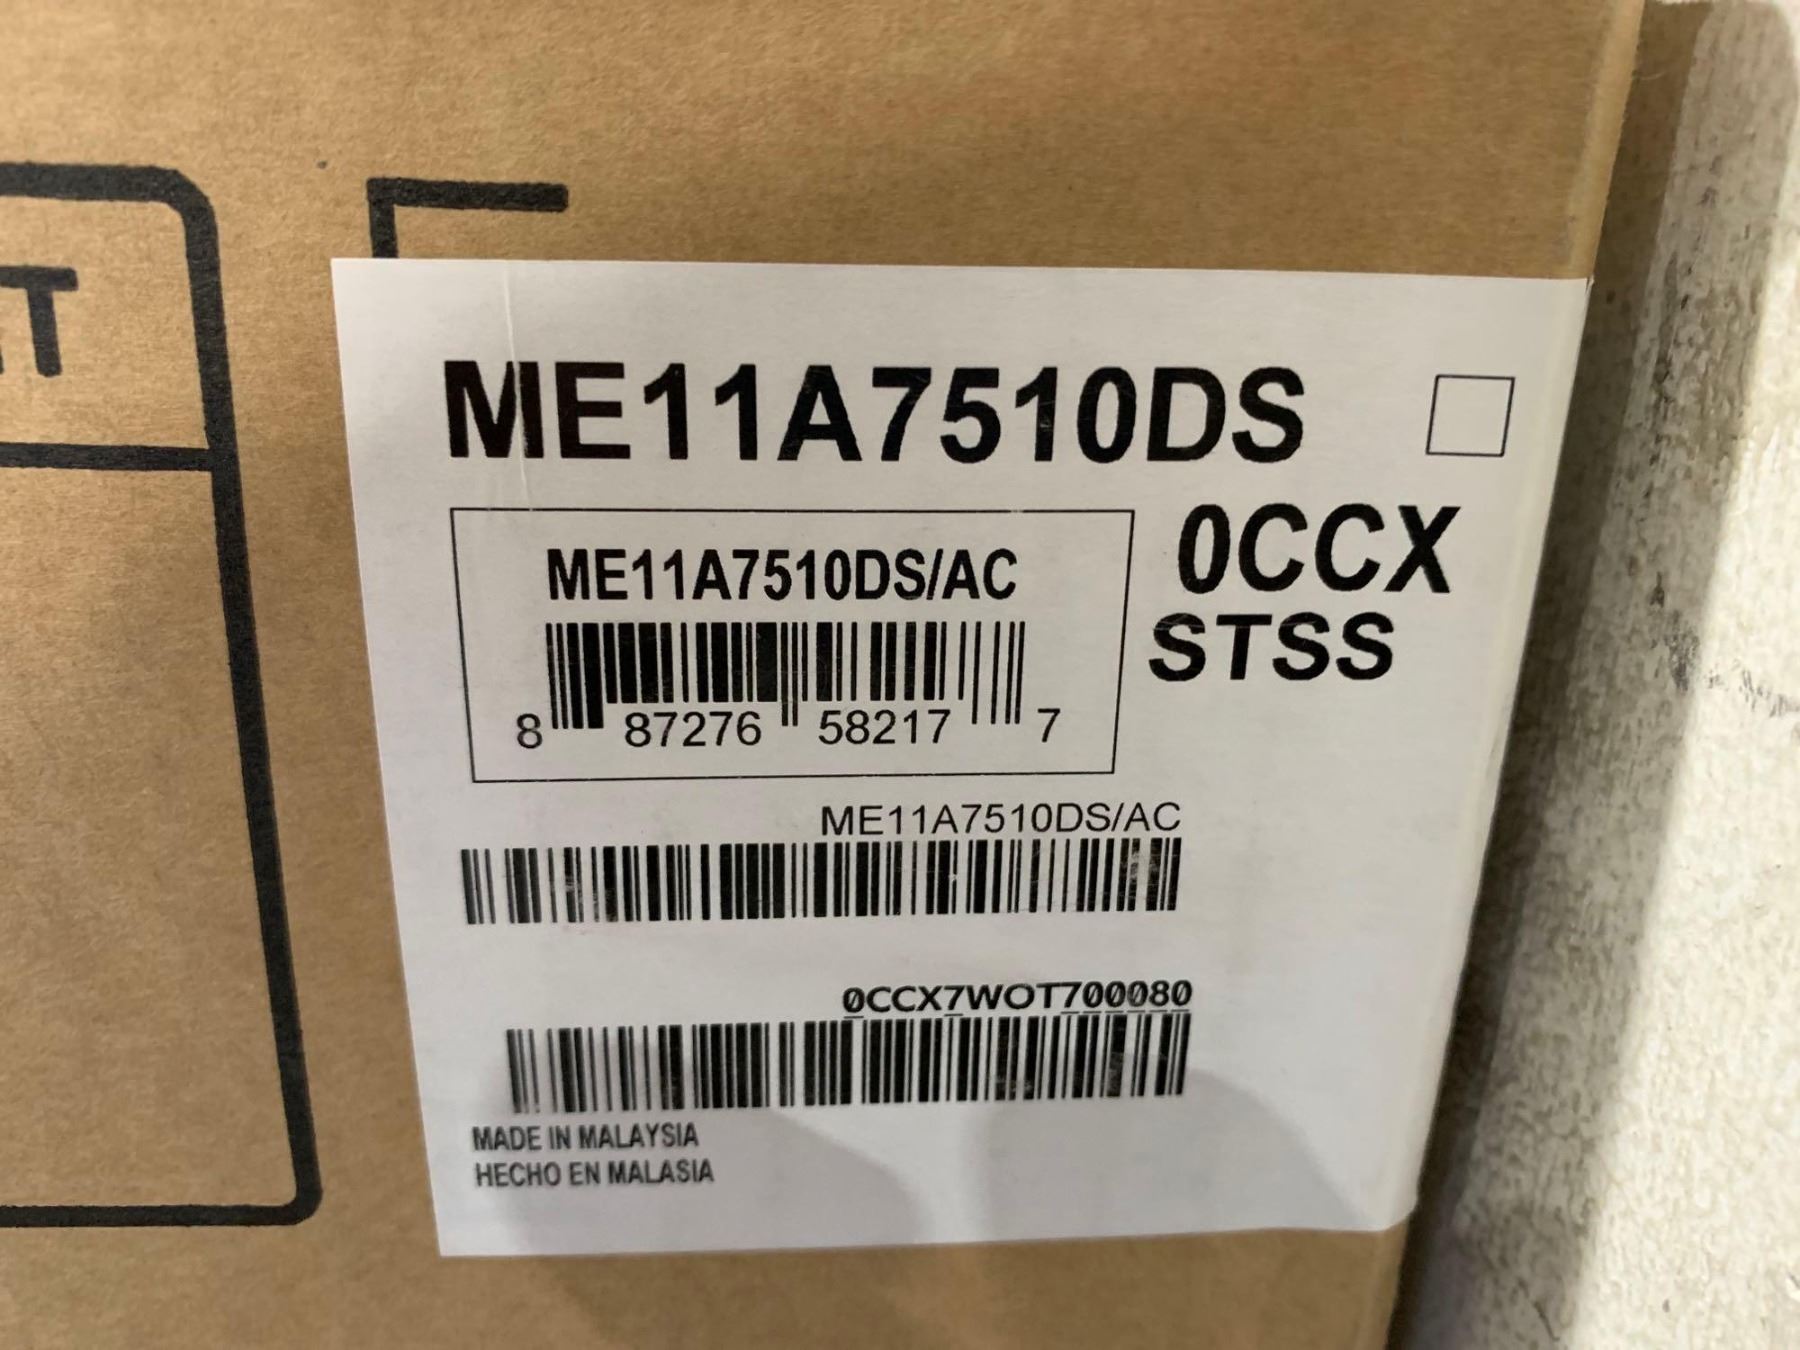 ME11A7510DS
ME11A7510DS/AC
0CCX
STSS
8 87276 58217 7
ME11A7510DS/AC
0CCX7WOT700080
MADE IN MALAYSIA
HECHO EN MALASIA